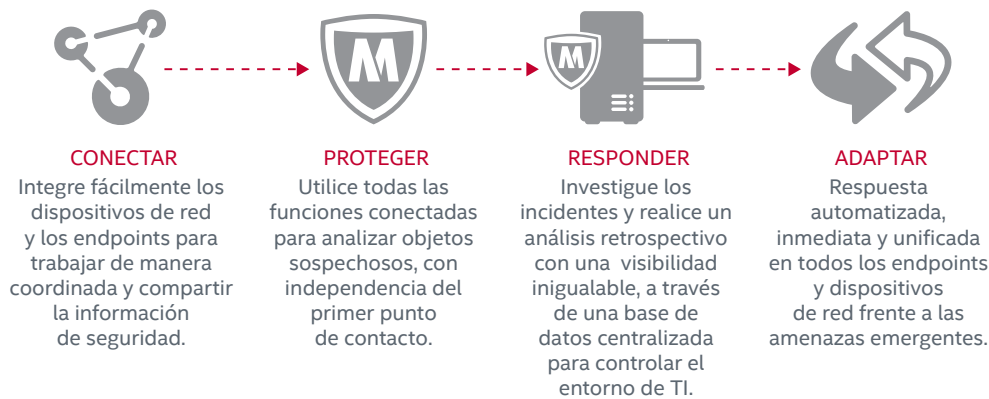 CONECTAR
Integre fácilmente los
dispositivos de red
y los endpoints para
trabajar de manera
coordinada y compartir
la información
de seguridad.
PROTEGER
Utilice todas las
funciones conectadas
para analizar objetos
sospechosos, con
independencia del
primer punto
de contacto.
RESPONDER
Investigue los
incidentes y realice un
análisis retrospectivo
con una visibilidad
inigualable, a través
de una base de
datos centralizada
para controlar el
entorno de TI.
ADAPTAR
Respuesta
automatizada,
inmediata y unificada
en todos los endpoints
y dispositivos
de red frente a las
amenazas emergentes.